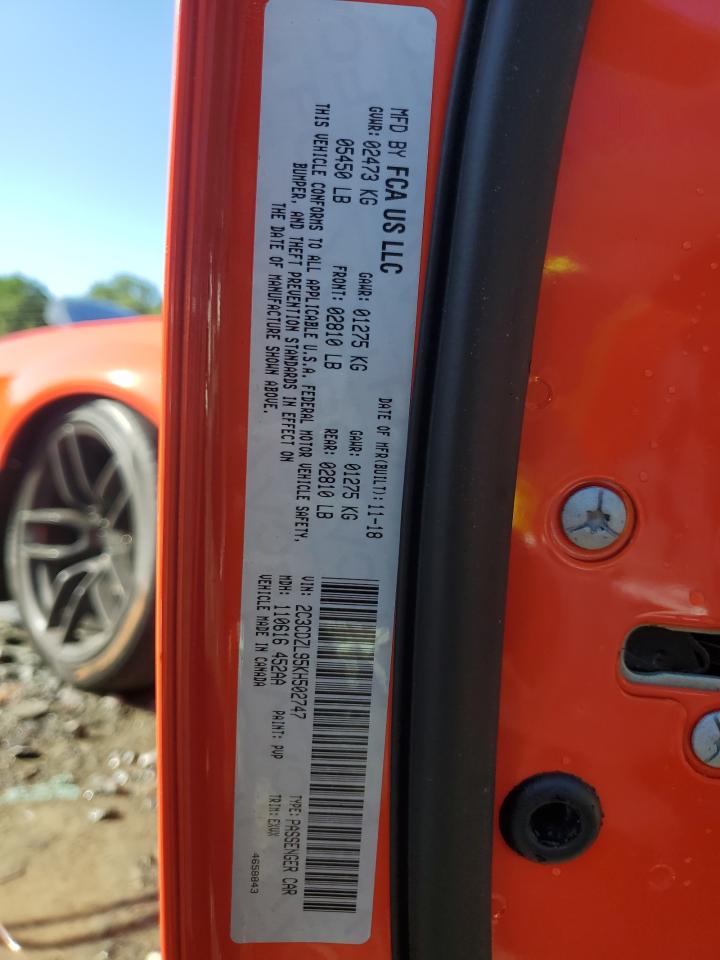 MFD BY FCA US LLC
DATE OF MFR(BUILT): 11-18
GVWR: 02473 KG GAWR: 01275 KG GAWR: 01275 KG
05450 LB FRONT: 02810 LB REAR: 02810 LB
THIS VEHICLE CONFORMS TO ALL APPLICABLE U.S.A. FEDERAL MOTOR VEHICLE SAFETY,
BUMPER, AND THEFT PREVENTION STANDARDS IN EFFECT ON
THE DATE OF MANUFACTURE SHOWN ABOVE.
VIN: 2C3CDZL95KH502747 TYPE: PASSENGER CAR
MDH: 110616 452AA PAINT: PVP TRIM: EXVX
VEHICLE MADE IN CANADA 4658843